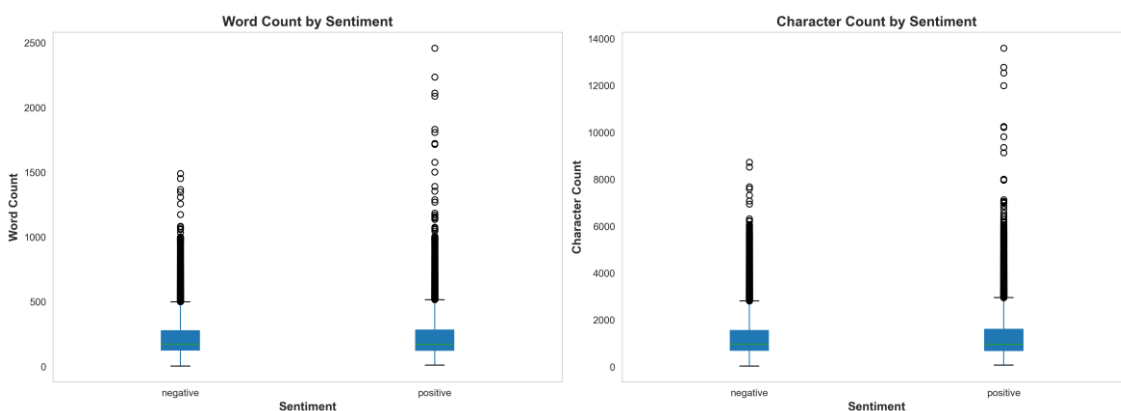 Word Count by Sentiment
2500
2000
1500
1000
500
0
Word Count
negative
positive
Sentiment
Character Count by Sentiment
14000
12000
10000
8000
6000
4000
2000
0
Character Count
negative
positive
Sentiment